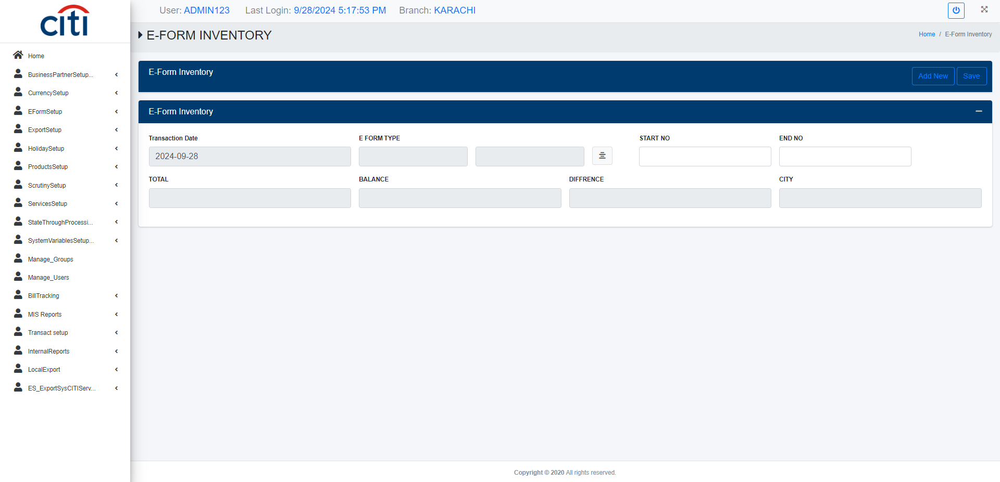 citi
User: ADMIN123 Last Login: 9/28/2024 5:17:53 PM Branch: KARACHI
E-FORM INVENTORY
Home / E-Form Inventory
Home
BusinessPartnerSetup...
CurrencySetup
EFormSetup
ExportSetup
HolidaySetup
ProductsSetup
ScrutinySetup
ServicesSetup
StateThroughProcessi...
SystemVariablesSetup...
Manage_Groups
Manage_Users
BillTracking
MIS Reports
Transact setup
InternalReports
LocalExport
ES_ExportSysCITIServ...
E-Form Inventory
Add New Save
E-Form Inventory
Transaction Date E FORM TYPE START NO END NO
2024-09-28
TOTAL BALANCE DIFFRENCE CITY
Copyright © 2020 All rights reserved.